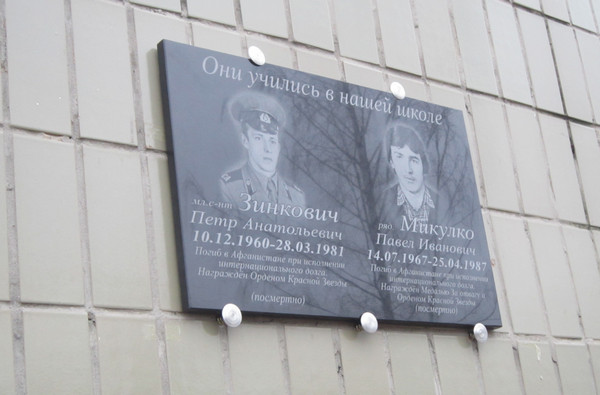 Они учились в нашей школе
мл.с-нт Зинкович
Петр Анатольевич
10.12.1960-28.03.1981
Погиб в Афганистане при исполнении
интернационального долга.
Награждён Орденом Красной Звезды
(посмертно)
ряд. Микулко
Павел Иванович
14.07.1967-25.04.1987
Погиб в Афганистане при исполнении
интернационального долга.
Награждён Медалью За отвагу и
Орденом Красной Звезды
(посмертно)